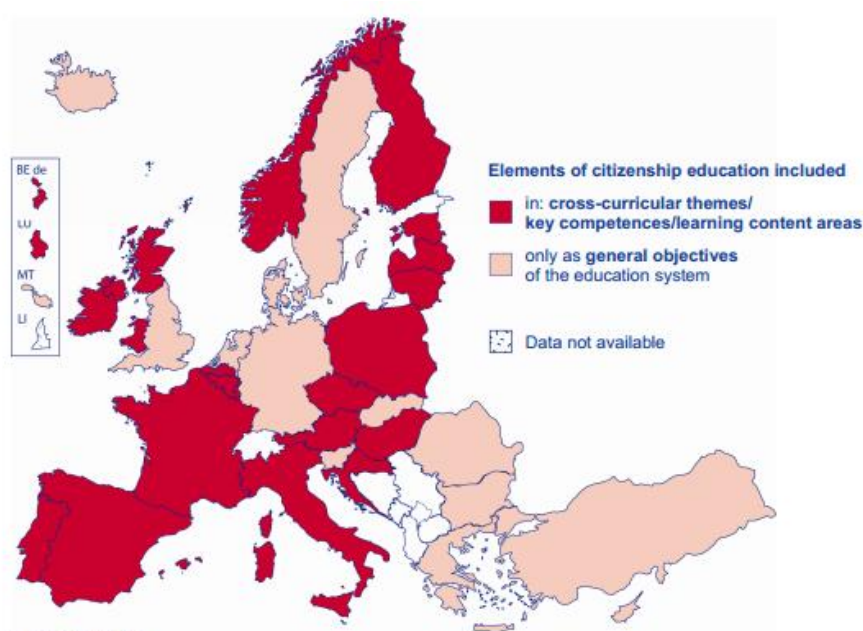 BE de
LU
MT
LI
Elements of citizenship education included
in: cross-curricular themes/
key competences/learning content areas
only as general objectives
of the education system
Data not available